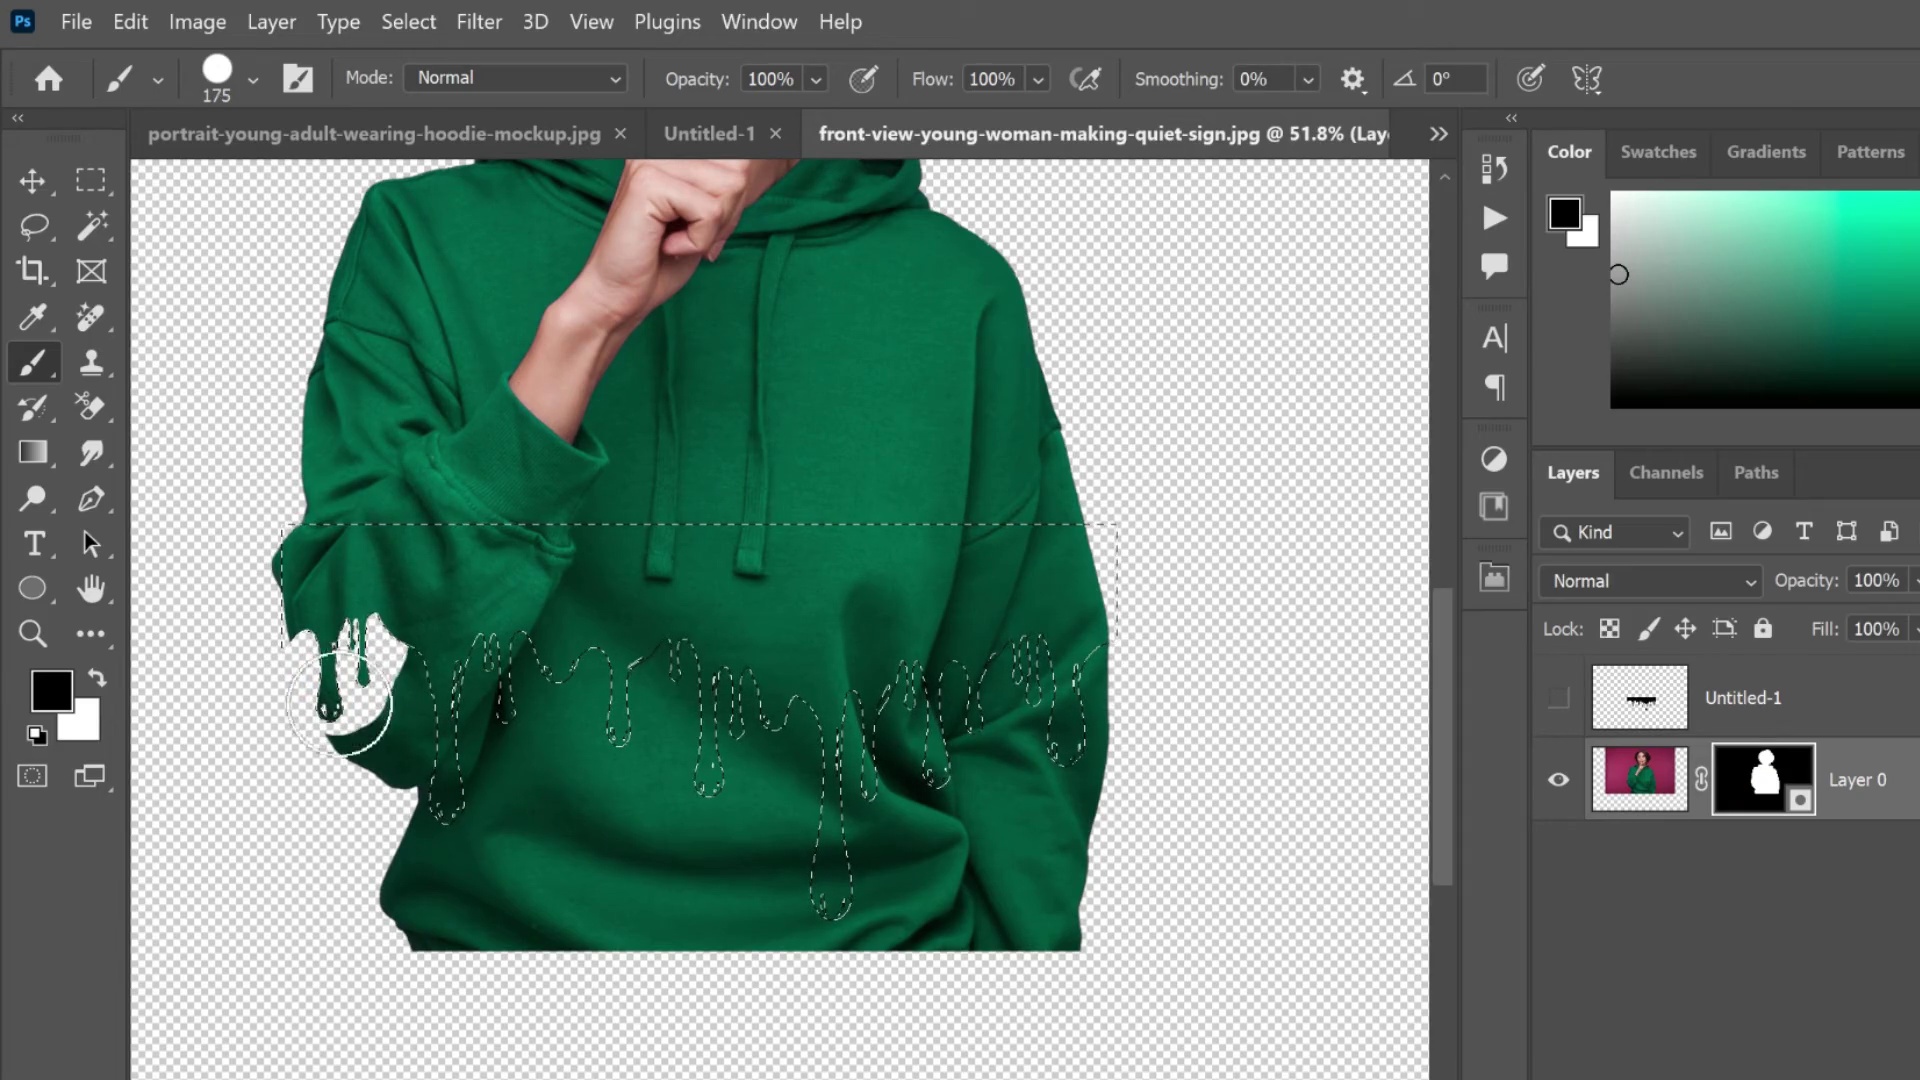 Ps File Edit Image Layer Type Select Filter 3D View Plugins Window Help
175 Mode: Normal Opacity: 100% Flow: 100% Smoothing: 0% 0°
portrait-young-adult-wearing-hoodie-mockup.jpg Untitled-1 front-view-young-woman-making-quiet-sign.jpg @ 51.8% (Laye
Color Swatches Gradients Patterns
Layers Channels Paths
Kind
Normal Opacity: 100%
Lock: Fill: 100%
Untitled-1
Layer 0